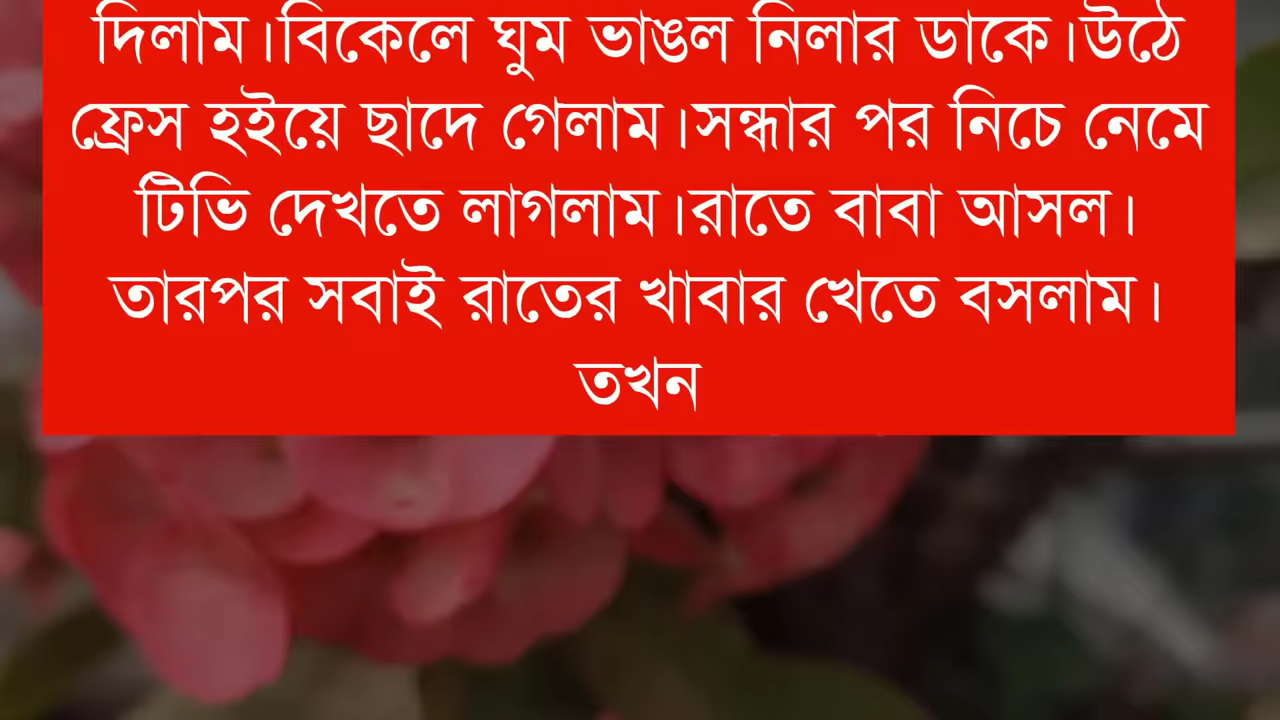 দিলাম।বিকেলে ঘুম ভাঙল নিলার ডাকে।উঠে
ফ্রেস হইয়ে ছাদে গেলাম।সন্ধার পর নিচে নেমে
টিভি দেখতে লাগলাম।রাতে বাবা আসল।
তারপর সবাই রাতের খাবার খেতে বসলাম।
তখন